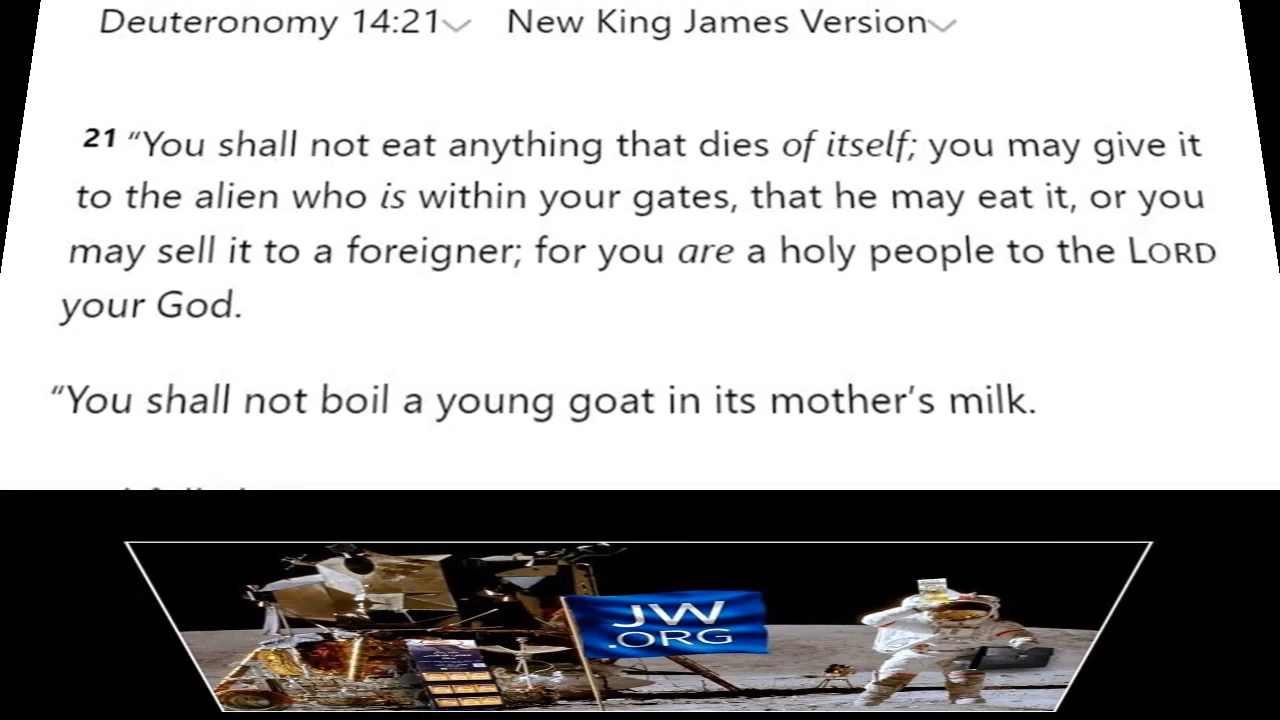 Deuteronomy 14:21 New King James Version
21 “You shall not eat anything that dies of itself; you may give it
to the alien who is within your gates, that he may eat it, or you
may sell it to a foreigner; for you are a holy people to the LORD
your God.
“You shall not boil a young goat in its mother’s milk.
JW
.ORG